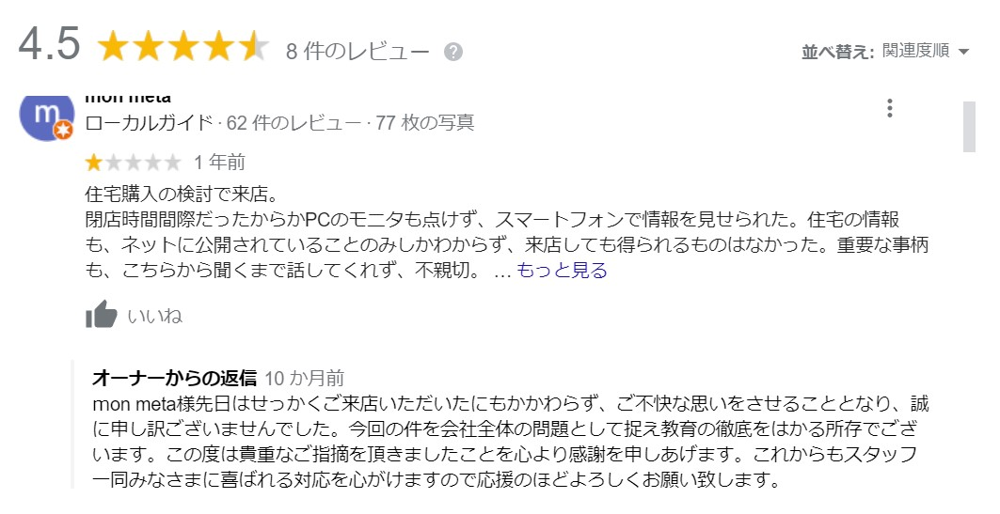 4.5 8 件のレビュー ?
並べ替え: 関連度順
mon meta
m
ローカルガイド · 62 件のレビュー · 77 枚の写真
1 年前
住宅購入の検討で来店。
閉店時間間際だったからかPCのモニタも点けず、スマートフォンで情報を見せられた。住宅の情報
も、ネットに公開されていることのみしかわからず、来店しても得られるものはなかった。重要な事柄
も、こちらから聞くまで話してくれず、不親切。 … もっと見る
いいね
オーナーからの返信 10 か月前
mon meta様先日はせっかくご来店いただいたにもかかわらず、ご不快な思いをさせることとなり、誠
に申し訳ございませんでした。今回の件を会社全体の問題として捉え教育の徹底をはかる所存でござ
います。この度は貴重なご指摘を頂きましたことを心より感謝を申しあげます。これからもスタッフ
一同みなさまに喜ばれる対応を心がけますので応援のほどよろしくお願い致します。